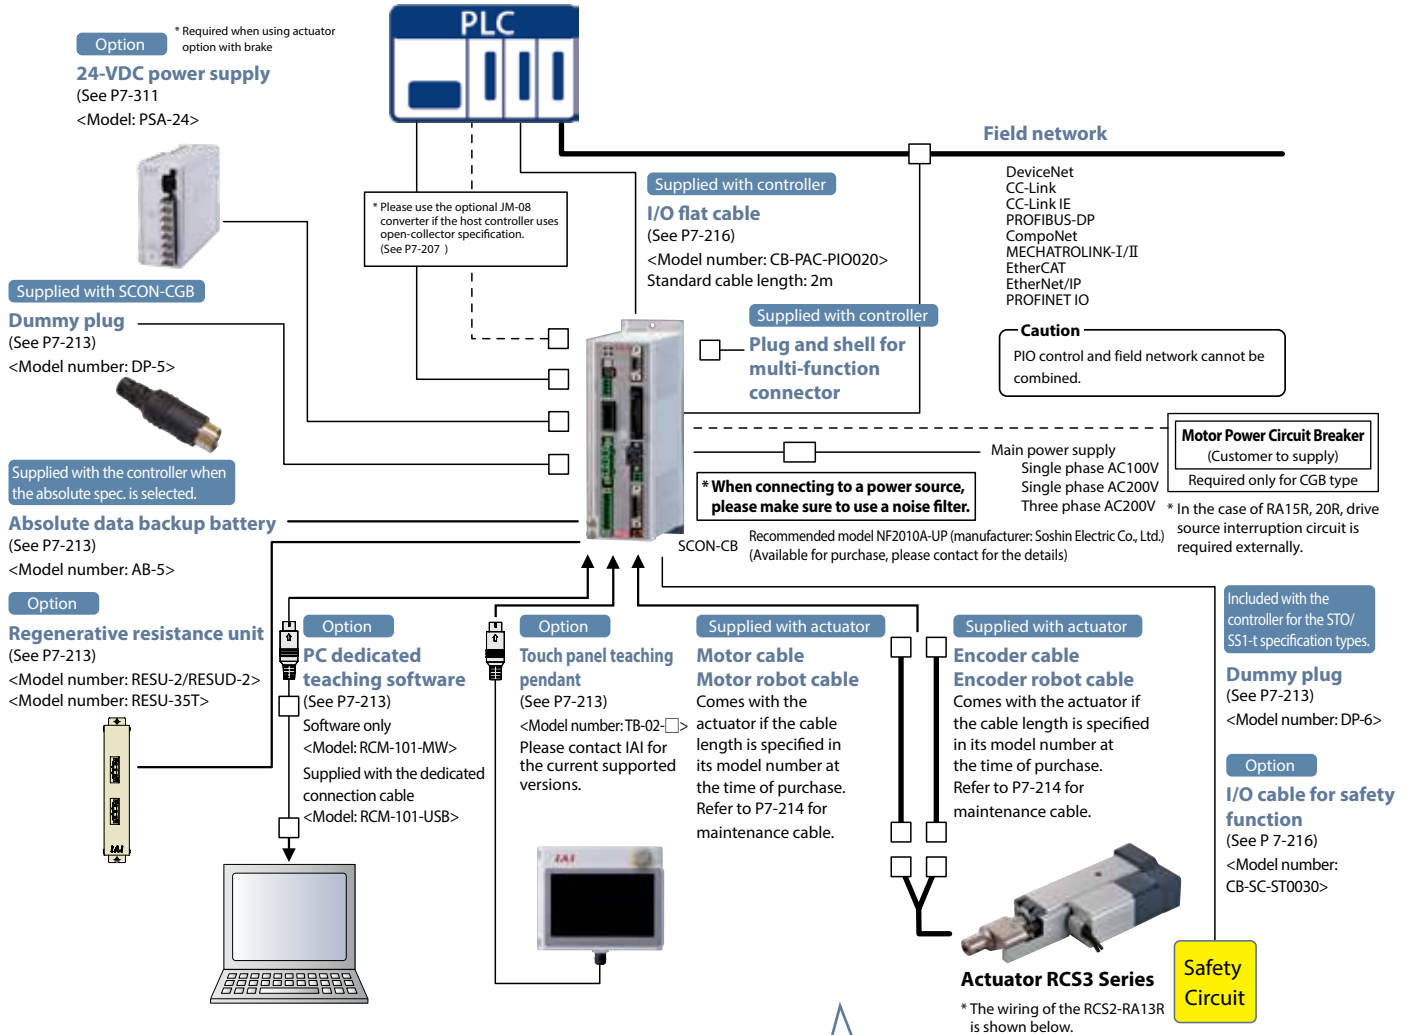 PLC
Option
* Required when using actuator
option with brake
24-VDC power supply
(See P7-311
<Model: PSA-24>
Field network
DeviceNet
CC-Link
CC-Link IE
PROFIBUS-DP
CompoNet
MECHATROLINK-I/II
EtherCAT
EtherNet/IP
PROFINET IO
* Please use the optional JM-08
converter if the host controller uses
open-collector specification.
(See P7-207 )
Supplied with controller
I/O flat cable
(See P7-216)
<Model number: CB-PAC-PIO020>
Standard cable length: 2m
Supplied with controller
Plug and shell for
multi-function
connector
Caution
PIO control and field network cannot be
combined.
Supplied with SCON-CGB
Dummy plug
(See P7-213)
<Model number: DP-5>
Supplied with the controller when
the absolute spec. is selected.
Absolute data backup battery
(See P7-213)
<Model number: AB-5>
Main power supply
Single phase AC100V
Single phase AC200V
Three phase AC200V
Motor Power Circuit Breaker
(Customer to supply)
Required only for CGB type
* In the case of RA15R, 20R, drive
source interruption circuit is
required externally.
* When connecting to a power source,
please make sure to use a noise filter.
SCON-CB
Recommended model NF2010A-UP (manufacturer: Soshin Electric Co., Ltd.)
(Available for purchase, please contact for the details)
Option
Regenerative resistance unit
(See P7-213)
<Model number: RESU-2/RESUD-2>
<Model number: RESU-35T>
IAI
Option
PC dedicated
teaching software
(See P7-213)
Software only
<Model: RCM-101-MW>
Supplied with the dedicated
connection cable
<Model: RCM-101-USB>
Option
Touch panel teaching
pendant
(See P7-213)
<Model number: TB-02-□>
Please contact IAI for
the current supported
versions.
IAI
Supplied with actuator
Motor cable
Motor robot cable
Comes with the
actuator if the cable
length is specified in
its model number at
the time of purchase.
Refer to P7-214 for
maintenance cable.
Supplied with actuator
Encoder cable
Encoder robot cable
Comes with the actuator if
the cable length is specified
in its model number at
the time of purchase.
Refer to P7-214 for
maintenance cable.
Included with the
controller for the STO/
SS1-t specification types.
Dummy plug
(See P7-213)
<Model number: DP-6>
Option
I/O cable for safety
function
(See P 7-216)
<Model number:
CB-SC-ST0030>
Actuator RCS3 Series
* The wiring of the RCS2-RA13R
is shown below.
Safety
Circuit